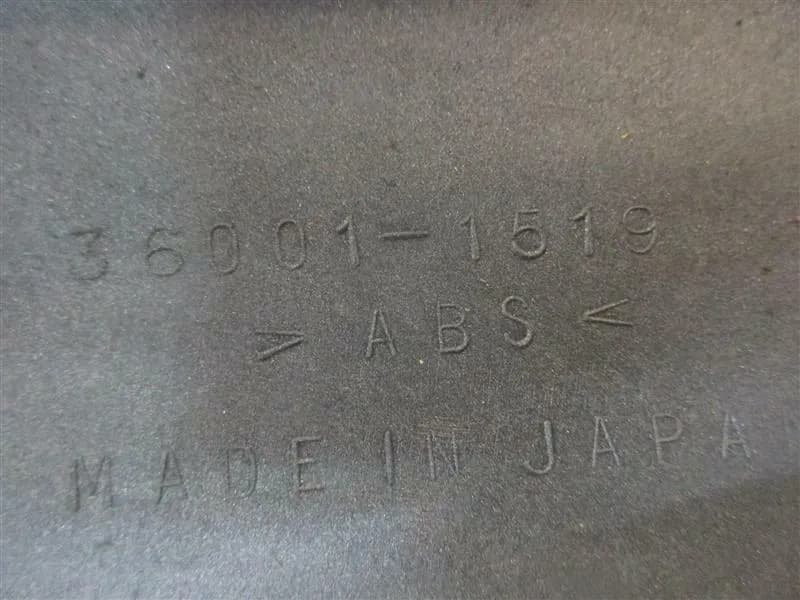 36001-1519
> ABS <
MADE IN JAPA